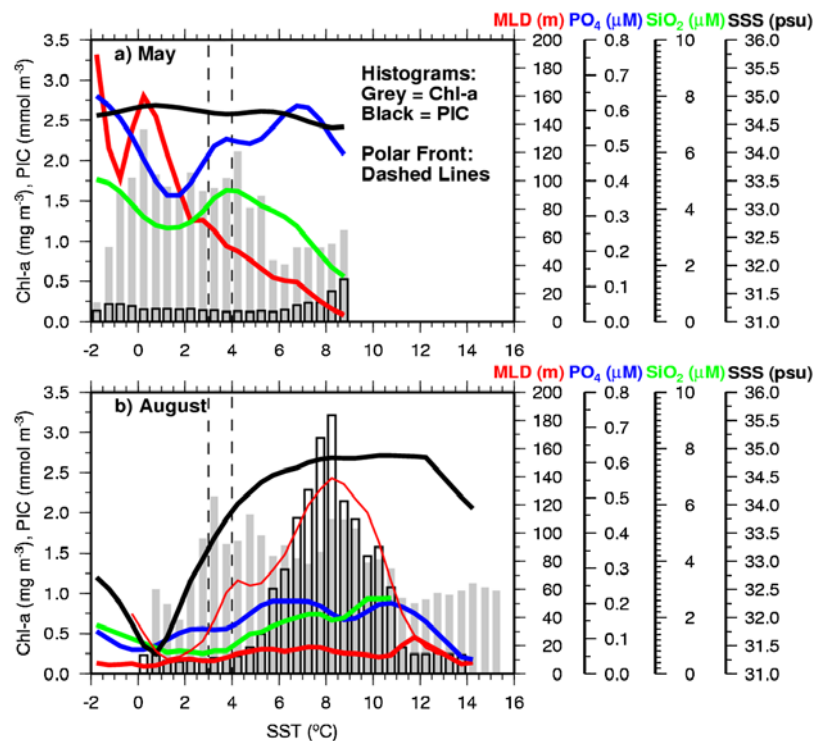 MLD (m) PO4 (μM) SiO2 (μM) SSS (psu)
3.5 200 0.8 10 36.0
a) May
3.0 180 0.7 35.5
Histograms:
Grey = Chl-a
Black = PIC
160 8 35.0
2.5 140 0.6 34.5
Polar Front:
Dashed Lines
2.0 120 0.5 6 34.0
100 33.5
1.5 80 0.4 4 33.0
0.3
1.0 60 32.5
0.2 2 32.0
0.5 40 0.1 31.5
20
0.0 0 0.0 0 31.0
Chl-a (mg m-3), PIC (mmol m-3)
-2 0 2 4 6 8 10 12 14 16
MLD (m) PO4 (μM) SiO2 (μM) SSS (psu)
3.5 200 0.8 10 36.0
b) August
3.0 180 0.7 35.5
160 8 35.0
2.5 140 0.6 34.5
2.0 120 0.5 6 34.0
100 33.5
1.5 80 0.4 4 33.0
0.3
1.0 60 32.5
0.2 2 32.0
0.5 40 0.1 31.5
20
0.0 0 0.0 0 31.0
Chl-a (mg m-3), PIC (mmol m-3)
-2 0 2 4 6 8 10 12 14 16
SST (ºC)